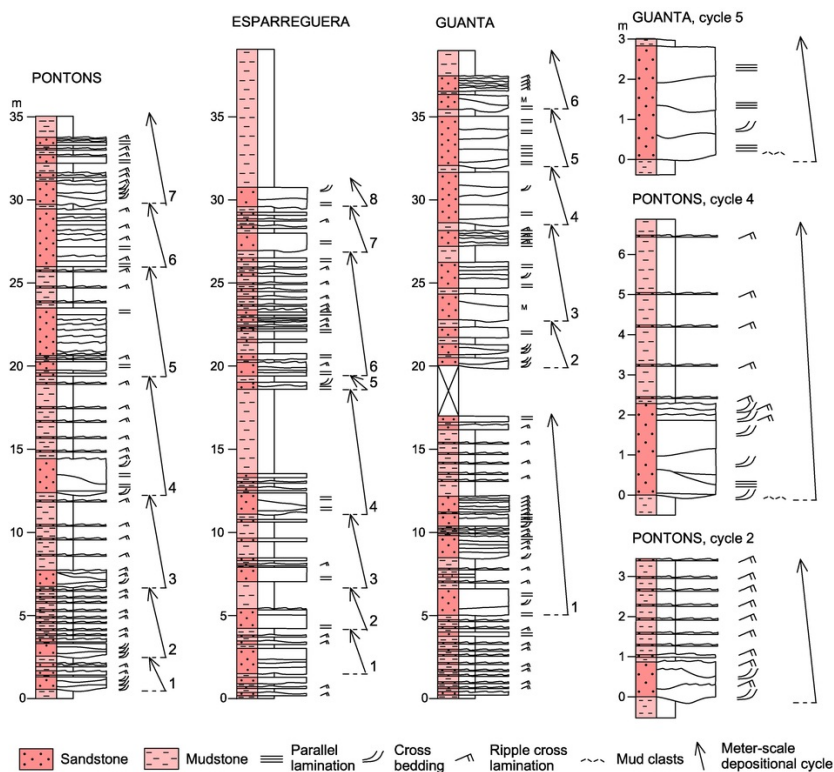 ESPARREGUERA
GUANTA
GUANTA, cycle 5
PONTONS
m
35
30
25
20
15
10
5
0
7
6
5
4
3
2
1
35
30
25
20
15
10
5
0
8
7
6
5
4
3
2
1
35
30
25
20
15
10
5
0
M
M
6
5
4
3
2
1
m
3
2
1
0
PONTONS, cycle 4
6
5
4
3
2
1
0
PONTONS, cycle 2
3
2
1
0
Sandstone
Mudstone
Parallel
lamination
Cross
bedding
Ripple cross
lamination
Mud clasts
Meter-scale
depositional cycle